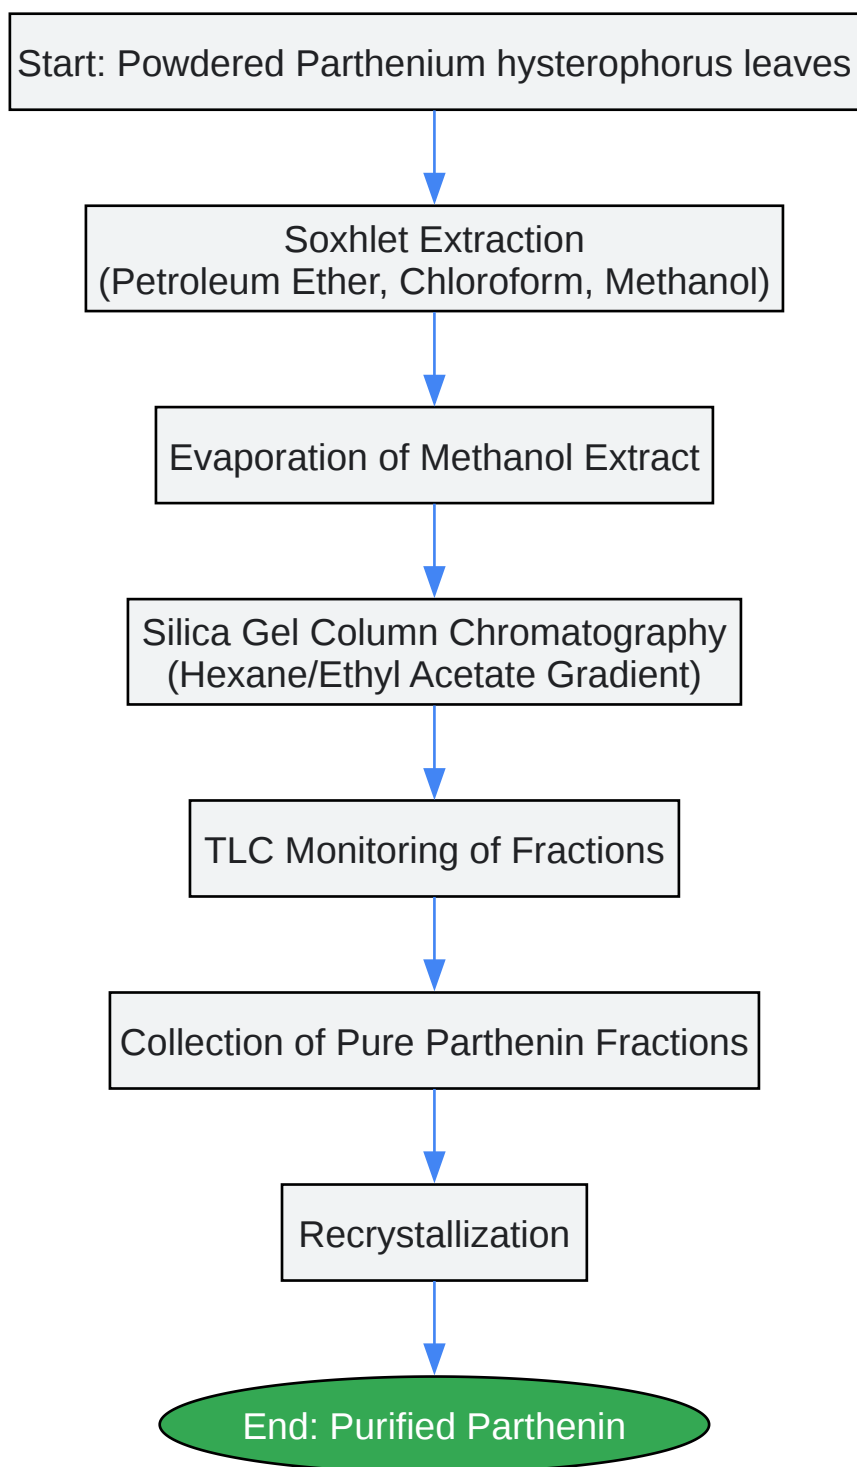 Start: Powdered Parthenium hysterophorus leaves
Soxhlet Extraction
(Petroleum Ether, Chloroform, Methanol)
Evaporation of Methanol Extract
Silica Gel Column Chromatography
(Hexane/Ethyl Acetate Gradient)
TLC Monitoring of Fractions
Collection of Pure Parthenin Fractions
Recrystallization
End: Purified Parthenin